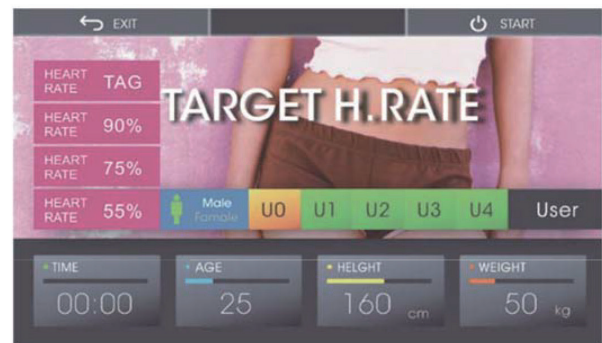 EXIT
START
HEART RATE TAG
HEART RATE 90%
HEART RATE 75%
HEART RATE 55%
TARGET H.RATE
Male
Famble
U0 U1 U2 U3 U4 User
TIME
00:00
AGE
25
HELGHT
160 cm
WEIGHT
50 kg